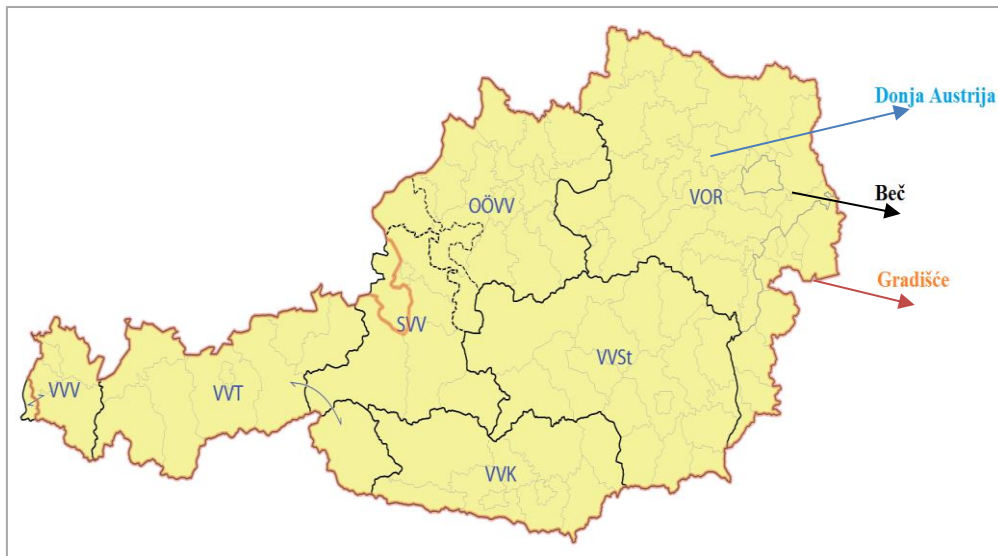 Donja Austrija
Beč
Gradišće
OÖVV
VOR
SVV
VVSt
VVV
VVT
VVK